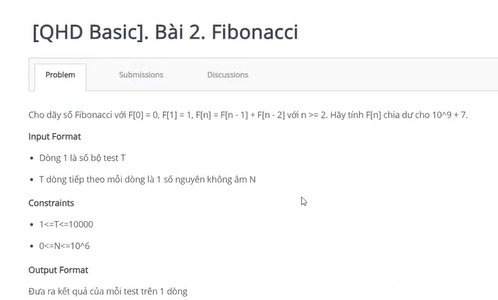 [QHD Basic]. Bài 2. Fibonacci
Problem
Submissions
Discussions
Cho dãy số Fibonacci với F[0] = 0, F[1] = 1, F[n] = F[n - 1] + F[n - 2] với n >= 2. Hãy tính F[n] chia dư cho 10^9 + 7.
Input Format
• Dòng 1 là số bộ test T
• T dòng tiếp theo mỗi dòng là 1 số nguyên không âm N
Constraints
• 1<=T<=10000
• 0<=N<=10^6
Output Format
Đưa ra kết quả của mỗi test trên 1 dòng